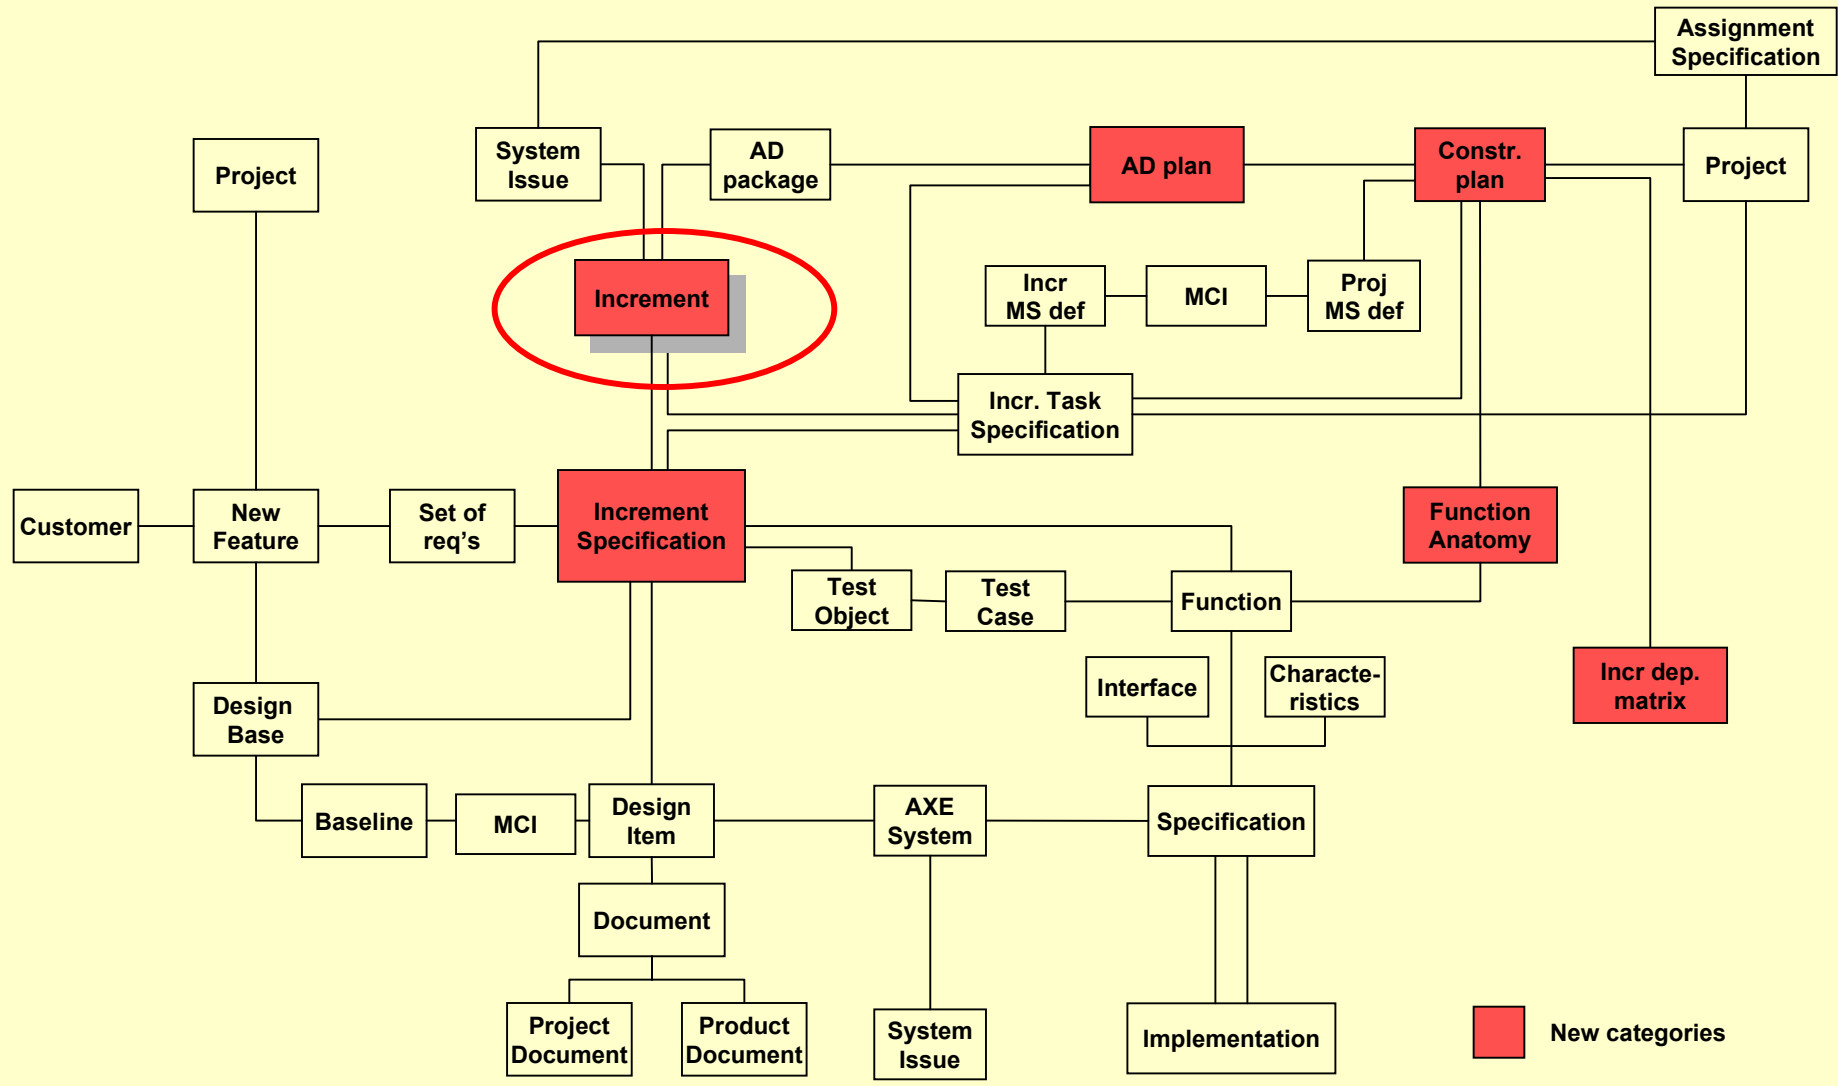 Assignment
Specification
System
Issue
AD
package
AD plan
Constr.
plan
Project
Project
Increment
Incr
MS def
MCI
Proj
MS def
Incr. Task
Specification
Customer
New
Feature
Set of
req's
Increment
Specification
Function
Anatomy
Test
Object
Test
Case
Function
Interface
Characte-
ristics
Incr dep.
matrix
Design
Base
Baseline
MCI
Design
Item
AXE
System
Specification
Document
Project
Document
Product
Document
System
Issue
Implementation
New categories